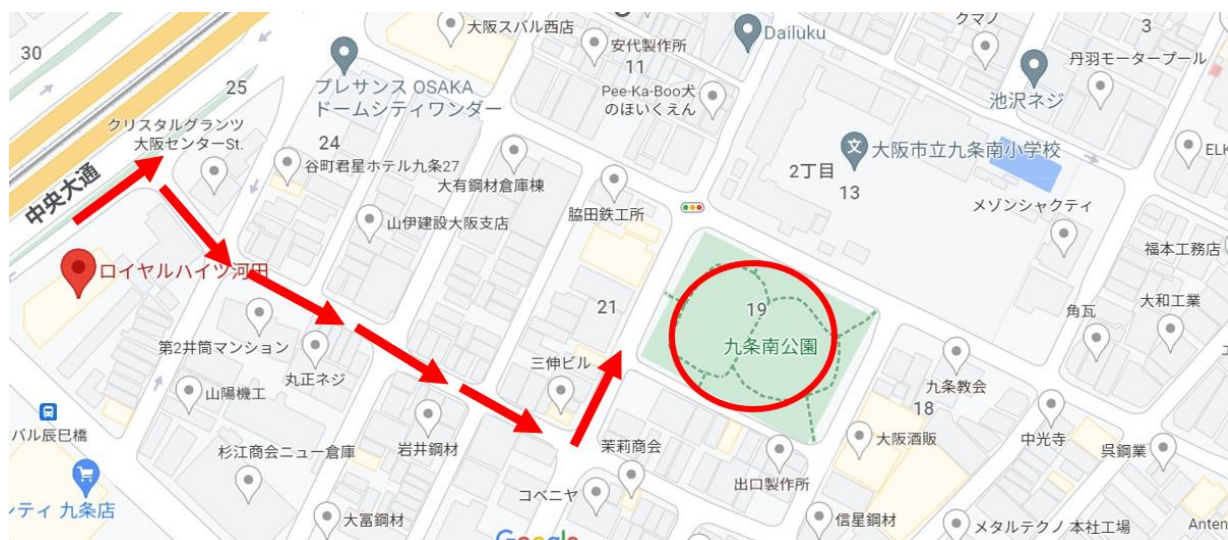 30
25
クリスタルグランツ
大阪センターSt.
中央大通
ロイヤルハイツ河田
大阪スバル西店
プレサンス OSAKA
ドームシティワンダー
24
谷町君星ホテル九条27
大有鋼材倉庫棟
山伊建設大阪支店
安代製作所
11
Pee-Ka-Boo犬
のほいくえん
Dailuku
クマノ
3
丹羽モータープール
池沢ネジ
大阪市立九条南小学校
2丁目
13
ELK
メゾンシャクティ
福本工務店
脇田鉄工所
21
19
九条南公園
角瓦
大和工業
第2井筒マンション
丸正ネジ
山陽機工
三伸ビル
九条教会
18
バル辰巳橋
杉江商会ニュー倉庫
岩井鋼材
茉莉商会
大阪酒販
中光寺
呉鋼業
ティ 九条店
大冨鋼材
コベニヤ
出口製作所
信星鋼材
メタルテクノ 本社工場
Anten
Google